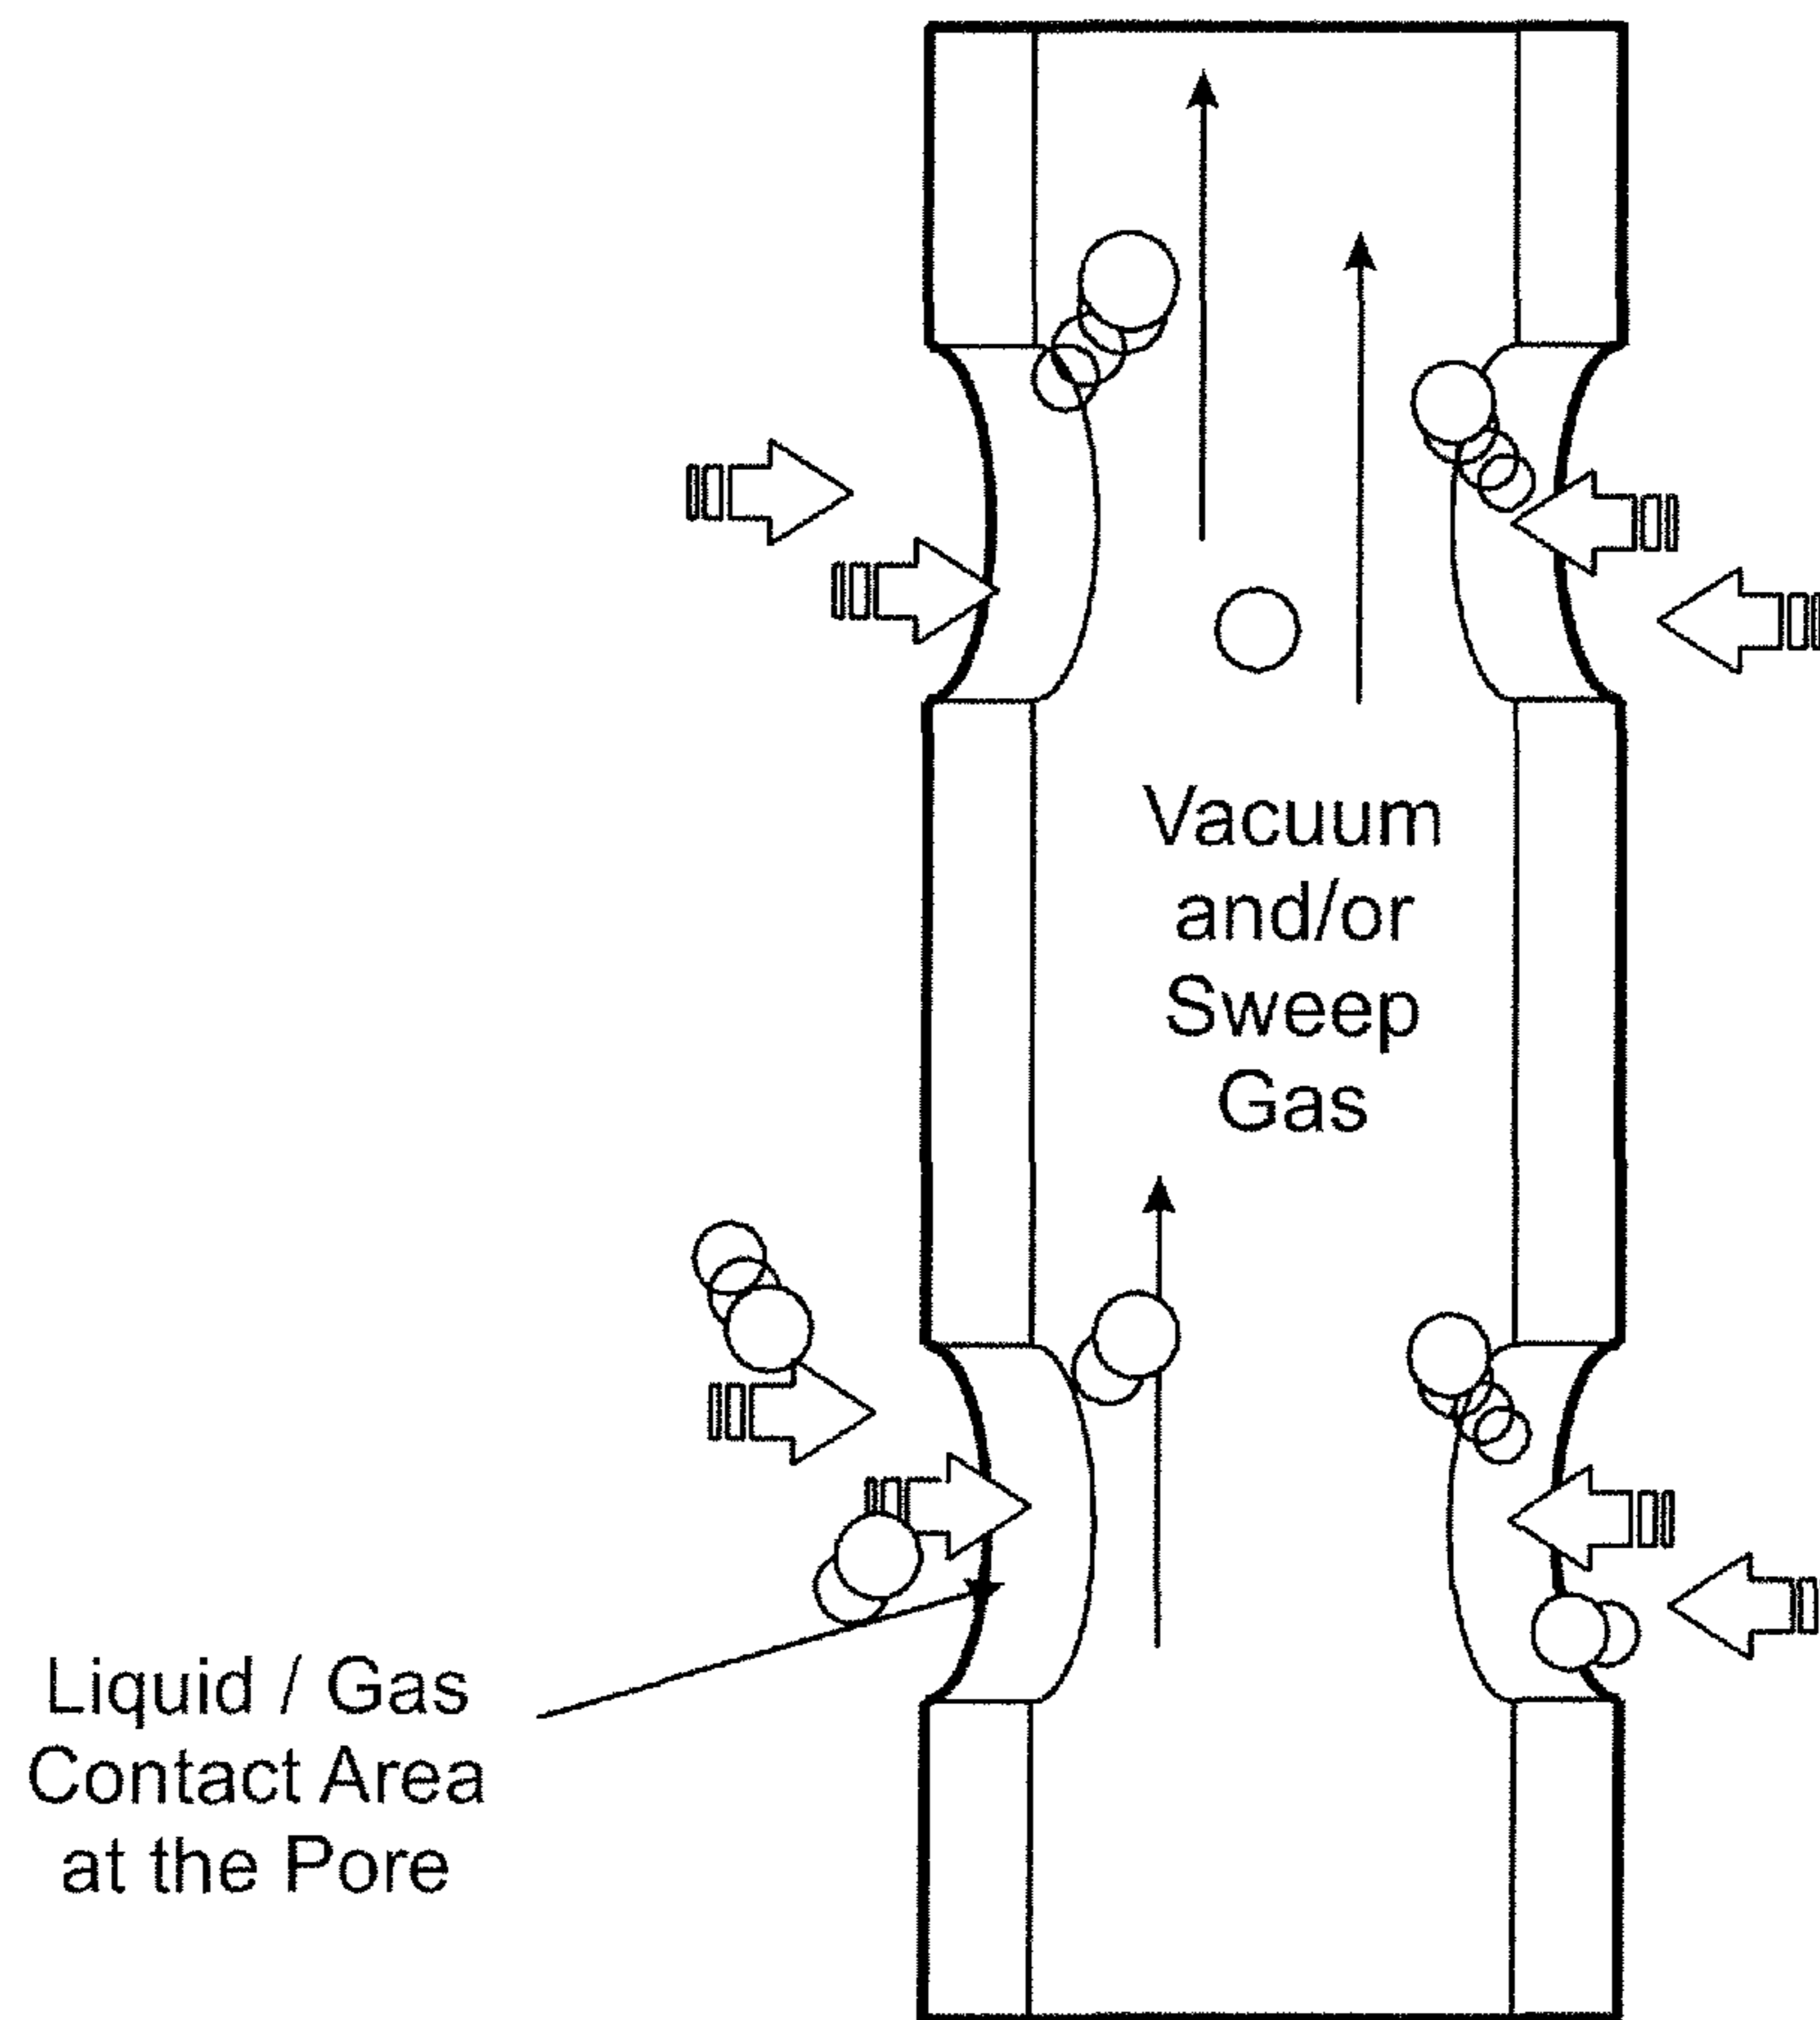 Vacuum
and/or
Sweep
Gas
Liquid / Gas
Contact Area
at the Pore